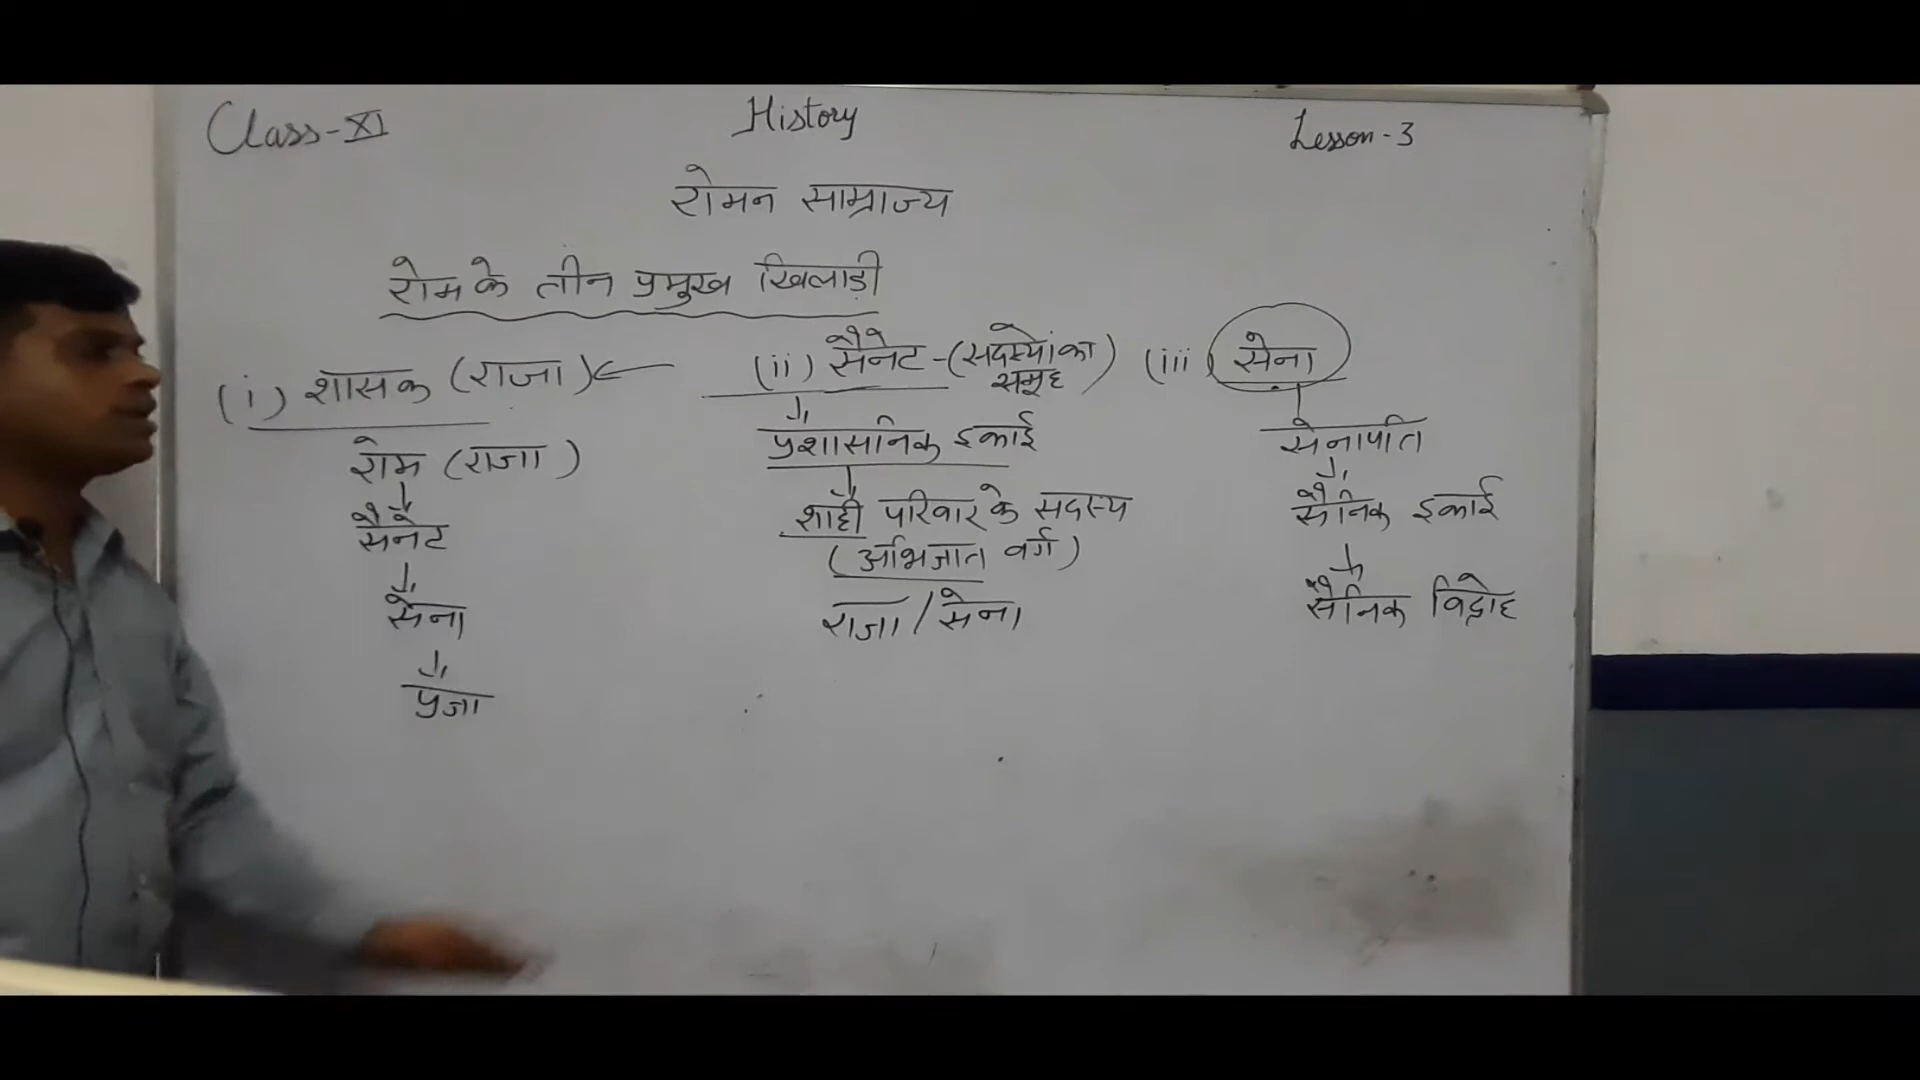 Class-XI History Lesson-3
रोमन साम्राज्य
रोम के तीन प्रमुख खिलाड़ी
(i) शासक (राजा)
रोम (राजा)
सैनेट
सेना
प्रजा
(ii) सैनेट - (सदस्यों का समूह)
प्रशासनिक इकाई
शाही परिवार के सदस्य
(अभिजात वर्ग)
राजा / सेना
(iii) सेना
सेनापति
सैनिक इकाई
सैनिक विद्रोह